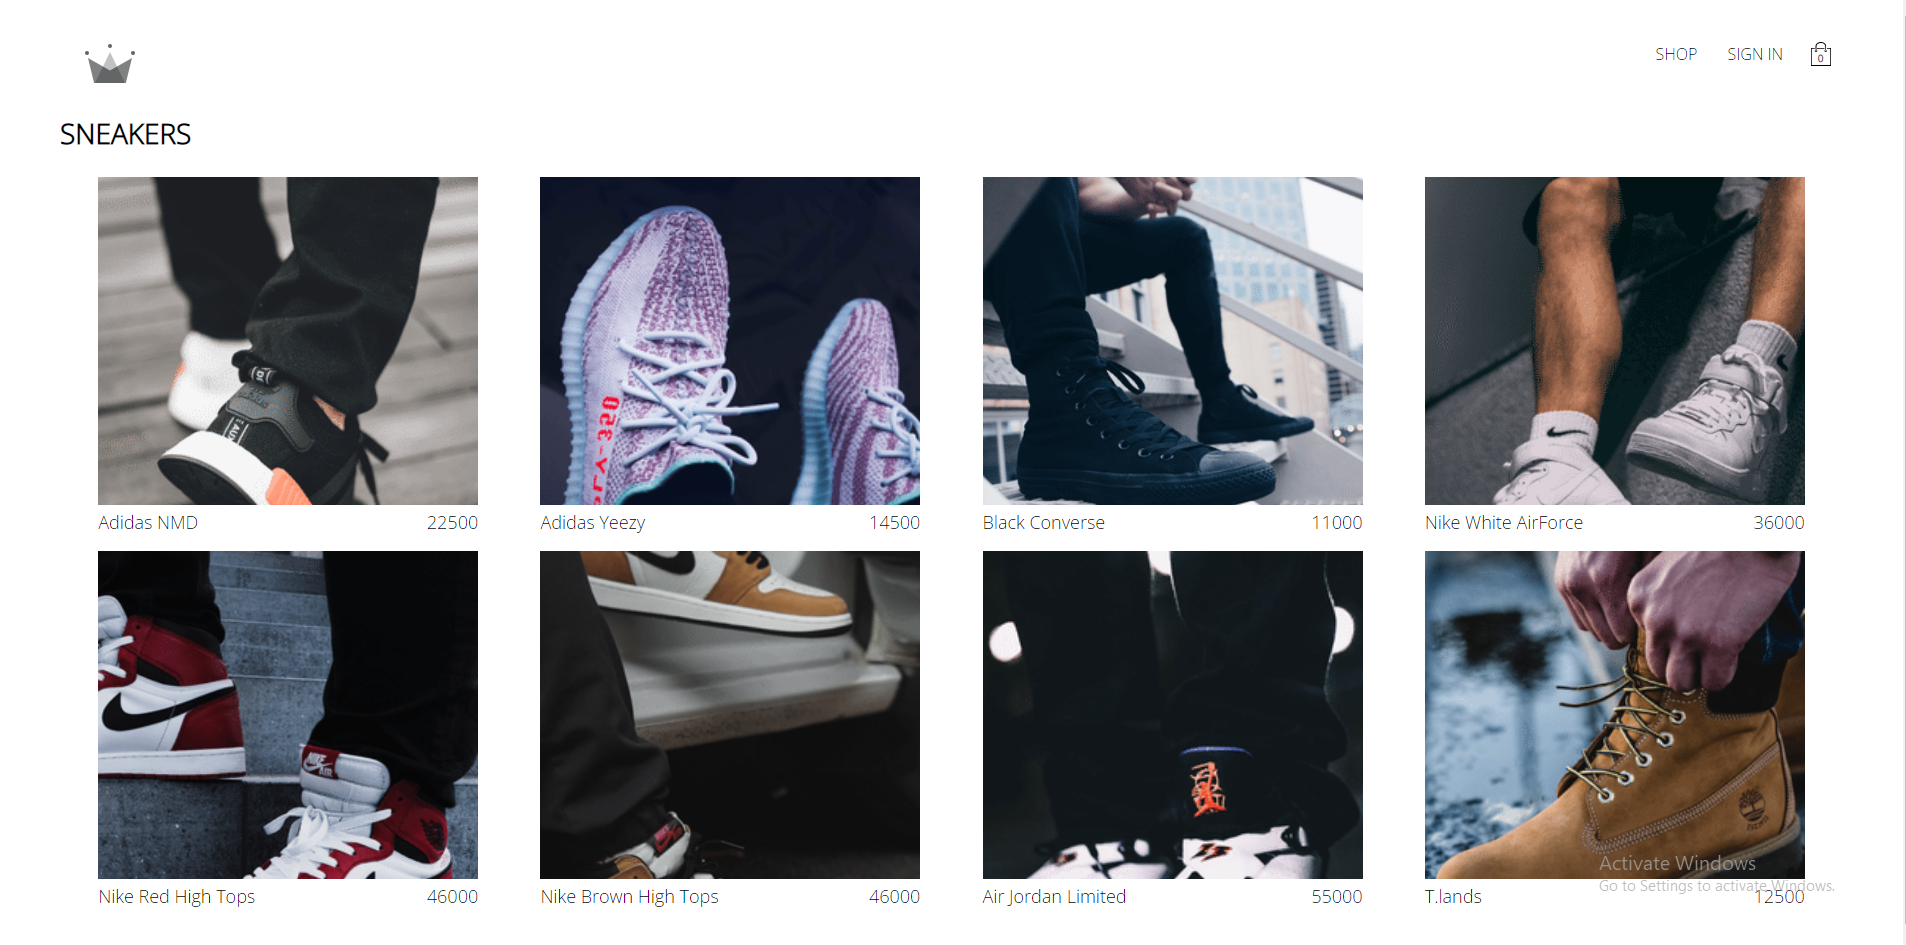 SHOP SIGN IN 0
SNEAKERS
Adidas NMD 22500
Adidas Yeezy 14500
Black Converse 11000
Nike White AirForce 36000
NIKE
AIR
Nike Red High Tops 46000
Nike Brown High Tops 46000
Air Jordan Limited 55000
T.lands 12500
Activate Windows
Go to Settings to activate Windows.